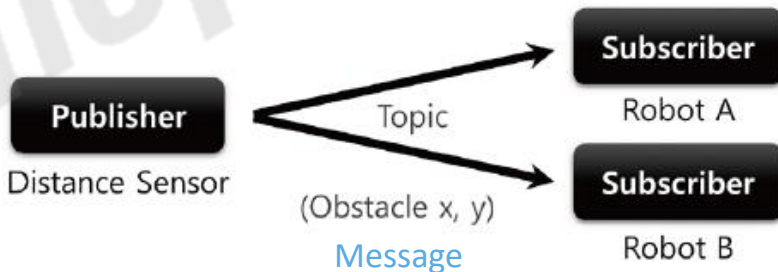 Publisher
Distance Sensor
Topic
(Obstacle x, y)
Message
Subscriber
Robot A
Subscriber
Robot B